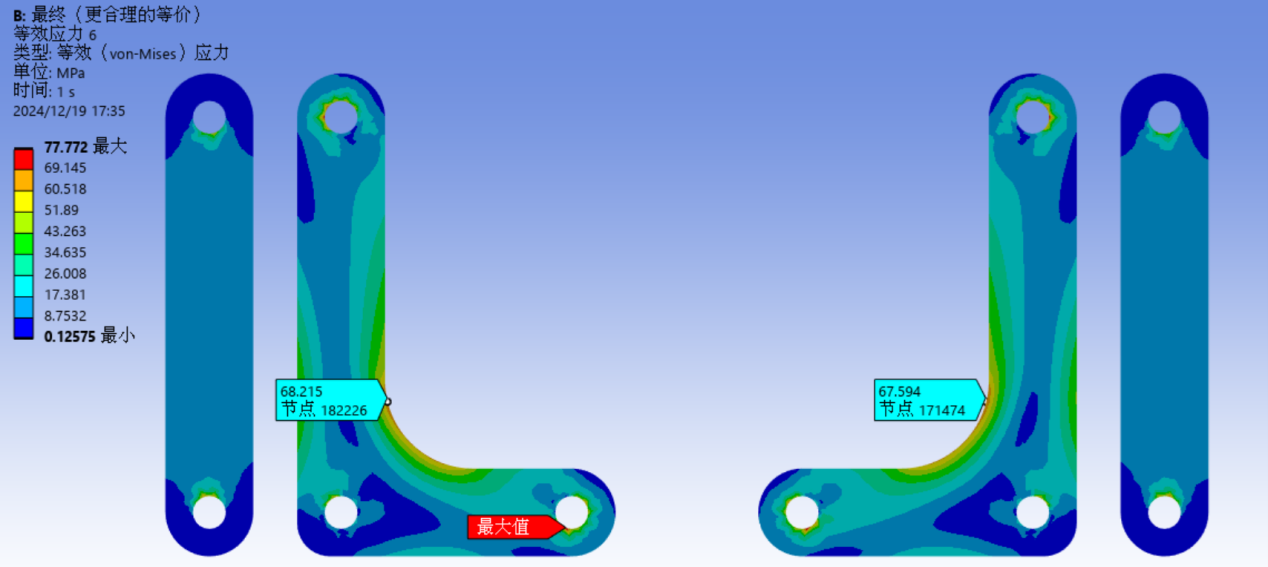 B: 最终（更合理的等价）
等效应力 6
类型: 等效（von-Mises）应力
单位: MPa
时间: 1 s
2024/12/19 17:35
77.772 最大
69.145
60.518
51.89
43.263
34.635
26.008
17.381
8.7532
0.12575 最小
68.215
节点 182226
67.594
节点 171474
最大值